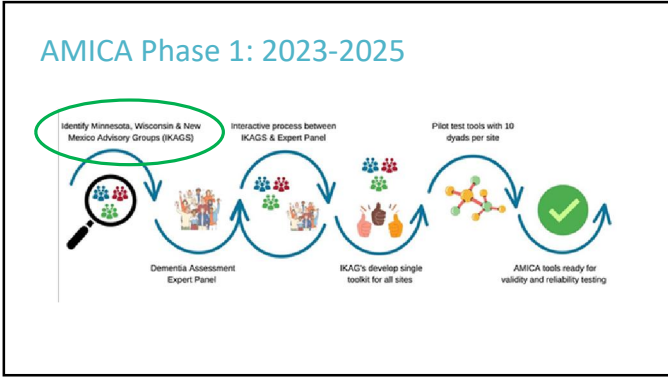 AMICA Phase 1: 2023-2025
Identify Minnesota, Wisconsin & New
Mexico Advisory Groups (IKAGS)
Interactive process between
IKAGS & Expert Panel
Pilot test tools with 10
dyads per site
Dementia Assessment
Expert Panel
IKAG's develop single
toolkit for all sites
AMICA tools ready for
validity and reliability testing